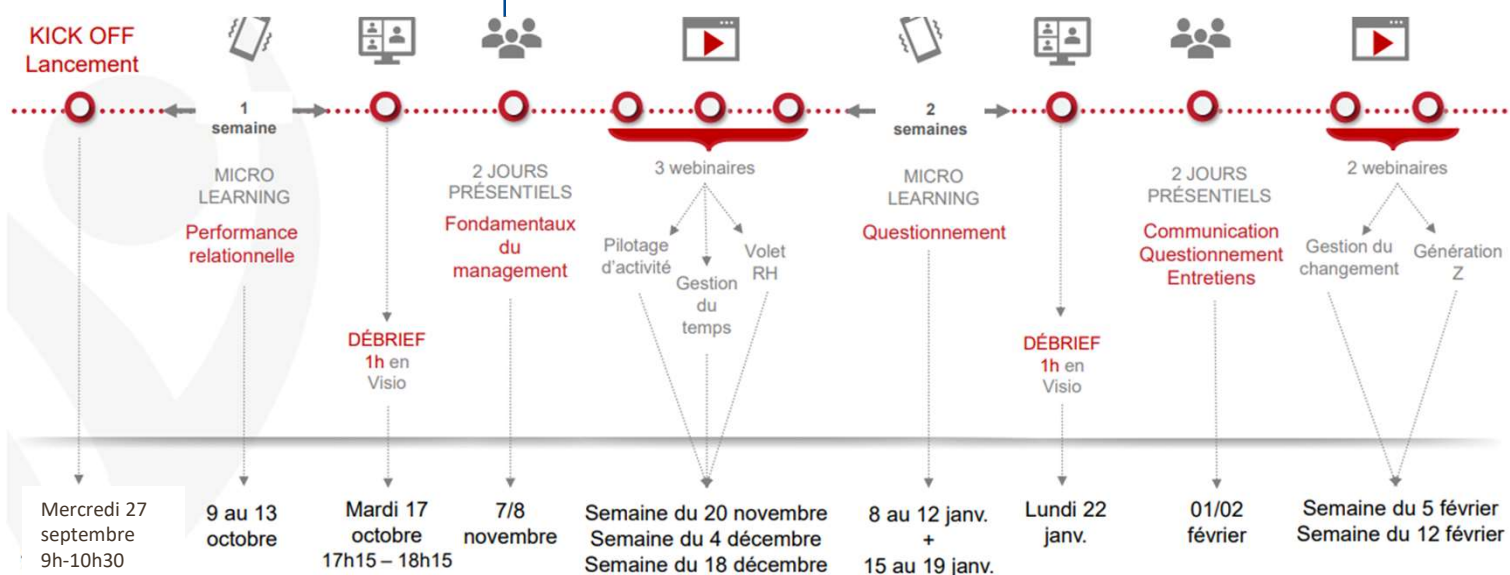 KICK OFF
Lancement
1
semaine
MICRO
LEARNING
Performance
relationnelle
DÉBRIEF
1h en
Visio
2 JOURS
PRÉSENTIELS
Fondamentaux
du
management
3 webinaires
Pilotage
d'activité
Gestion
du
temps
Volet
RH
2
semaines
MICRO
LEARNING
Questionnement
DÉBRIEF
1h en
Visio
2 JOURS
PRÉSENTIELS
Communication
Questionnement
Entretiens
2 webinaires
Gestion du
changement
Génération
Z
Mercredi 27
septembre
9h-10h30
9 au 13
octobre
Mardi 17
octobre
17h15 – 18h15
7/8
novembre
Semaine du 20 novembre
Semaine du 4 décembre
Semaine du 18 décembre
8 au 12 janv.
+
15 au 19 janv.
Lundi 22
janv.
01/02
février
Semaine du 5 février
Semaine du 12 février